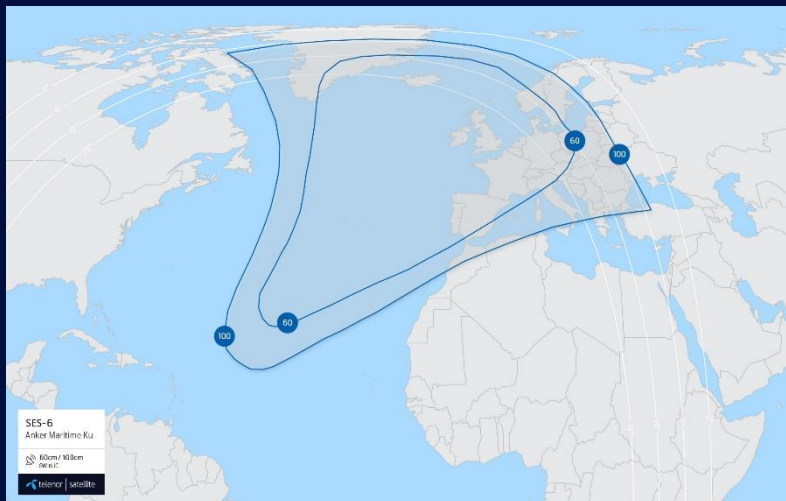 60
100
60
100
SES-6
Anker Maritime Ku
60cm/100cm
telenor | satellite